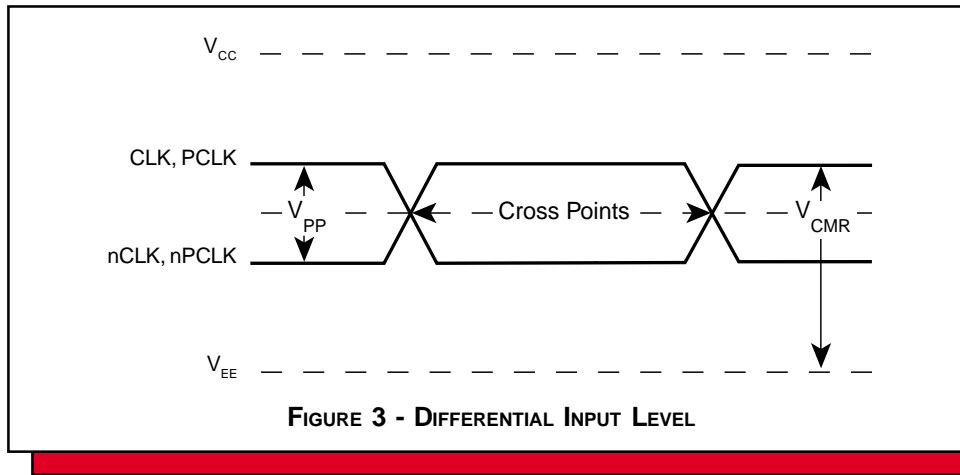 VCC
CLK, PCLK
VPP
Cross Points
VCMR
nCLK, nPCLK
VEE
FIGURE 3 - DIFFERENTIAL INPUT LEVEL